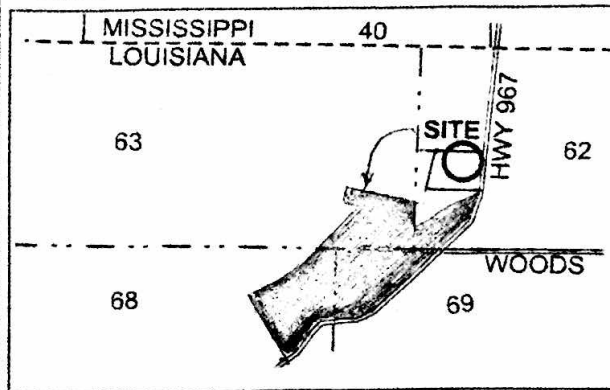 MISSISSIPPI 40
LOUISIANA
63
SITE
HWY 967
62
WOODS
68
69